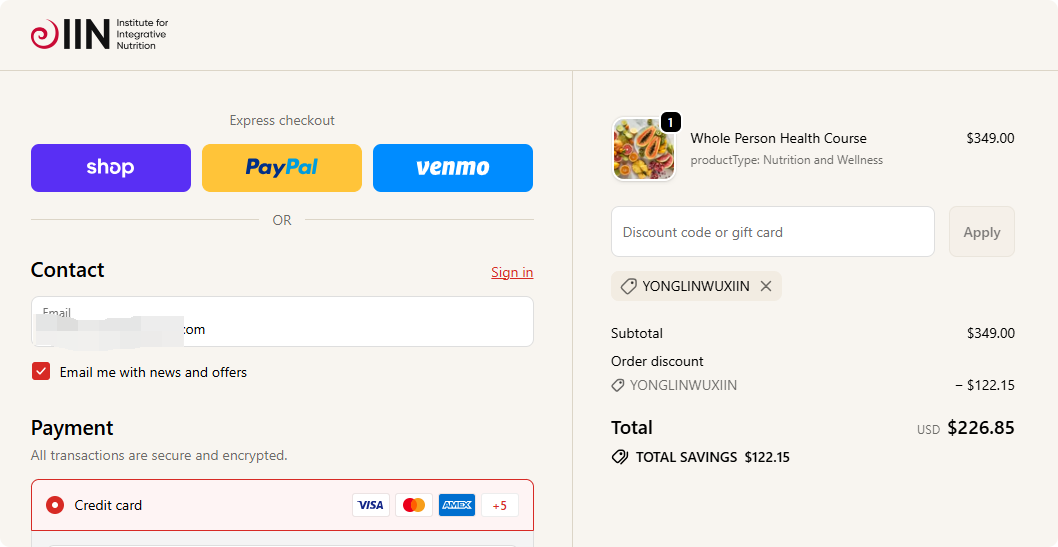 IIN
Institute for
Integrative
Nutrition
Express checkout
shop
PayPal
venmo
OR
Contact
Sign in
Email
.com
Email me with news and offers
Payment
All transactions are secure and encrypted.
Credit card
VISA
AMEX
+5
1
Whole Person Health Course
$349.00
productType: Nutrition and Wellness
Discount code or gift card
Apply
YONGLINWUXIIN
Subtotal
$349.00
Order discount
YONGLINWUXIIN
− $122.15
Total
USD $226.85
TOTAL SAVINGS $122.15